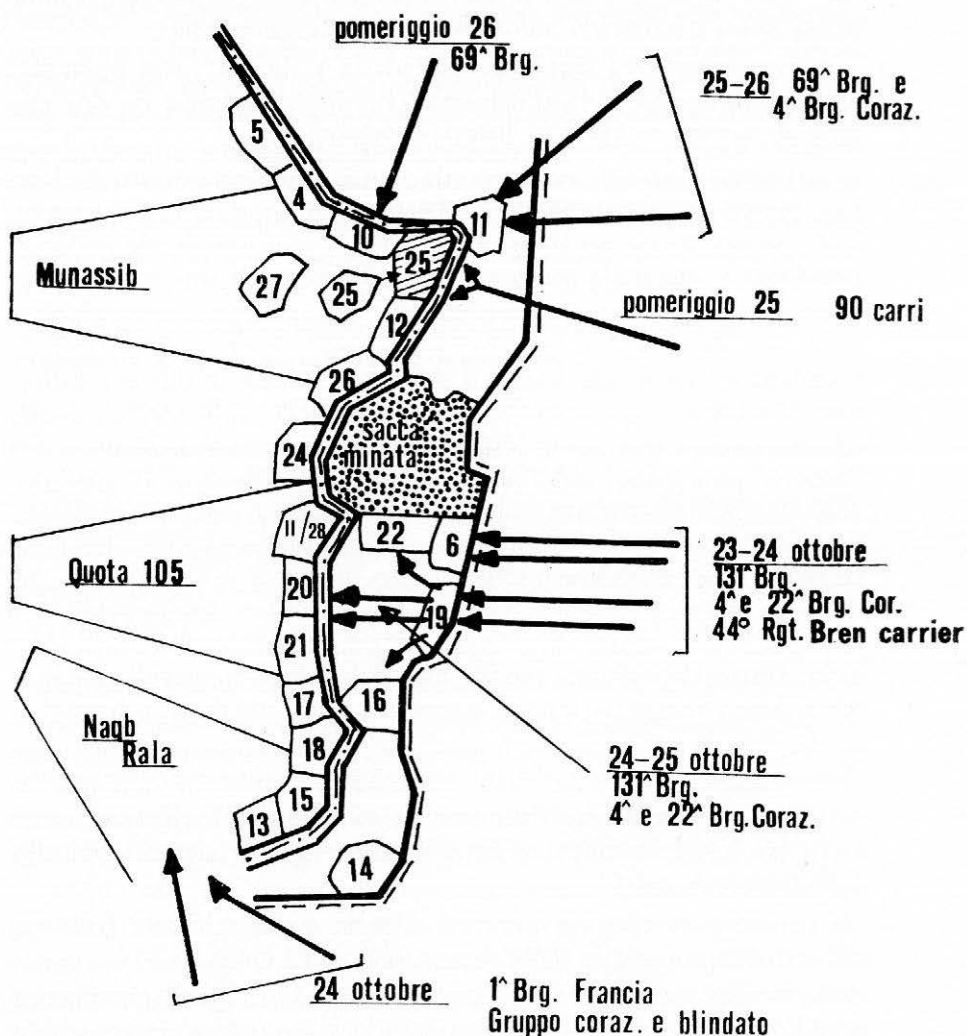 pomeriggio 26
69^ Brg.
25-26 69^ Brg. e
4^ Brg. Coraz.
5
4
10
11
25
Munassib
27
25
pomeriggio 25 90 carri
12
26
sacca
minata
24
II/28
22
6
Quota 105
20
19
23-24 ottobre
131^ Brg.
4^ e 22^ Brg. Cor.
44° Rgt. Bren carrier
21
17
16
Naqb
Rala
18
24-25 ottobre
131^ Brg.
4^ e 22^ Brg. Coraz.
15
13
14
24 ottobre 1^ Brg. Francia
Gruppo coraz. e blindato